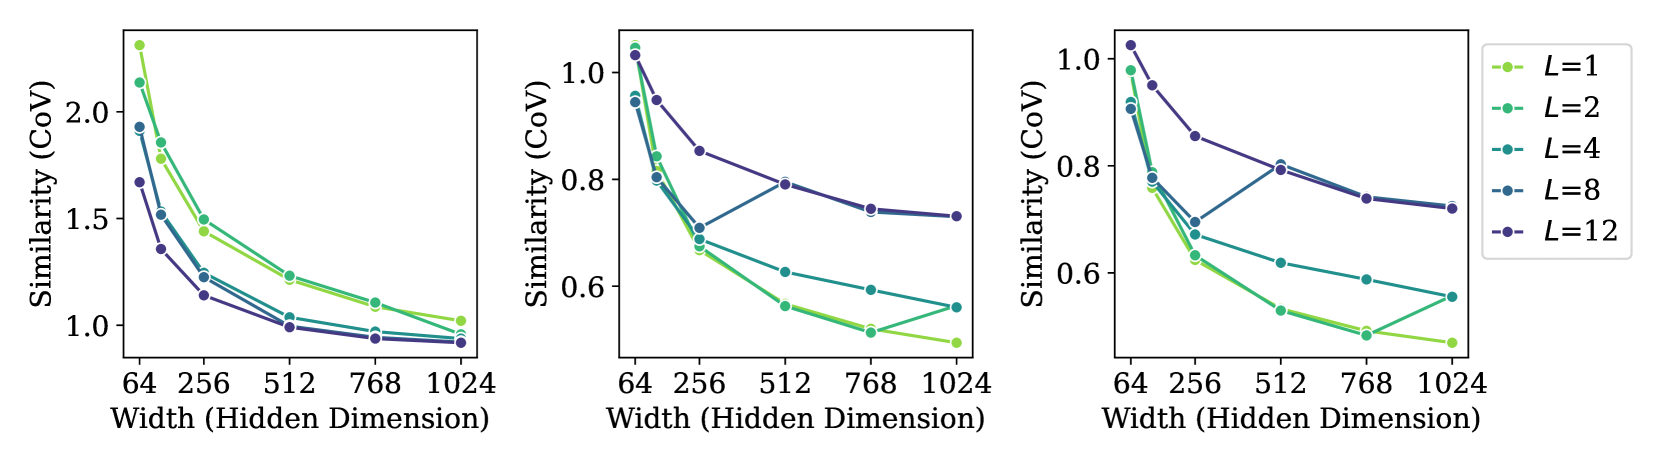 Similarity (CoV)
2.0
1.5
1.0
64 256 512 768 1024
Width (Hidden Dimension)
Similarity (CoV)
1.0
0.8
0.6
64 256 512 768 1024
Width (Hidden Dimension)
Similarity (CoV)
1.0
0.8
0.6
64 256 512 768 1024
Width (Hidden Dimension)
L=1
L=2
L=4
L=8
L=12